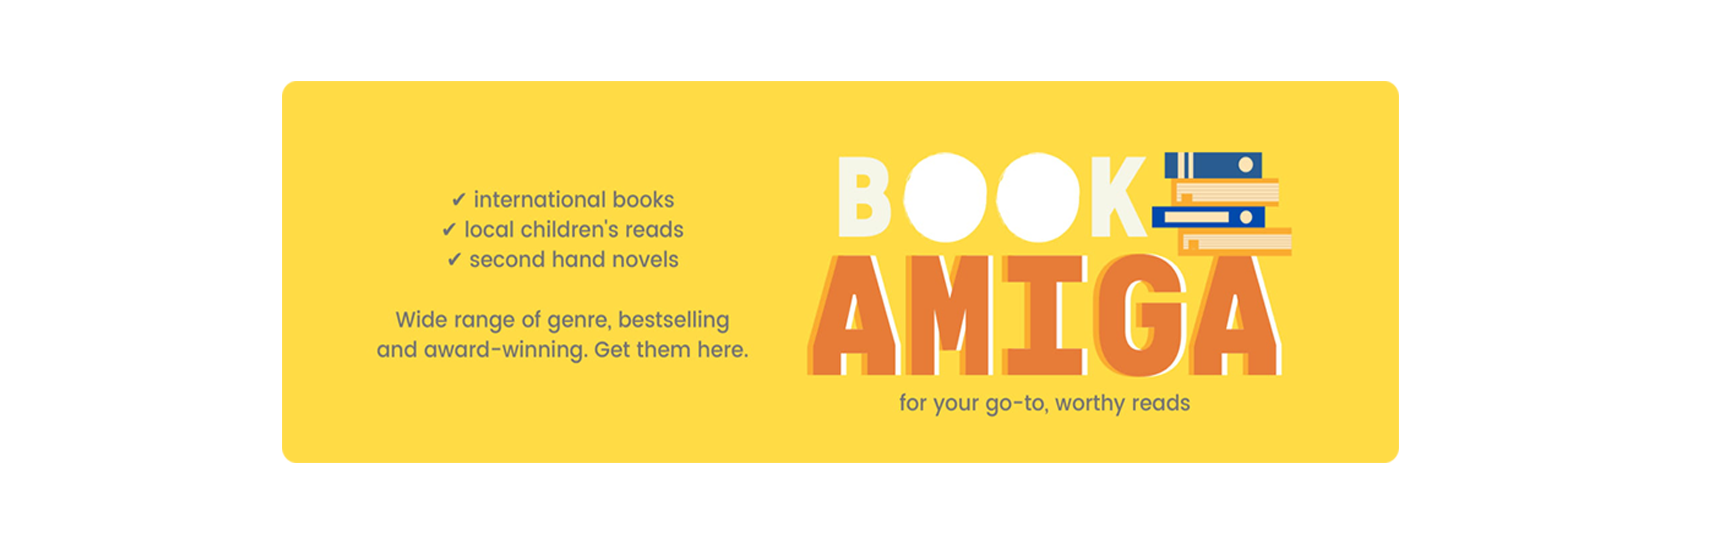 ✔ international books
✔ local children's reads
✔ second hand novels
Wide range of genre, bestselling
and award-winning. Get them here.
BOOK
AMIGA
for your go-to, worthy reads